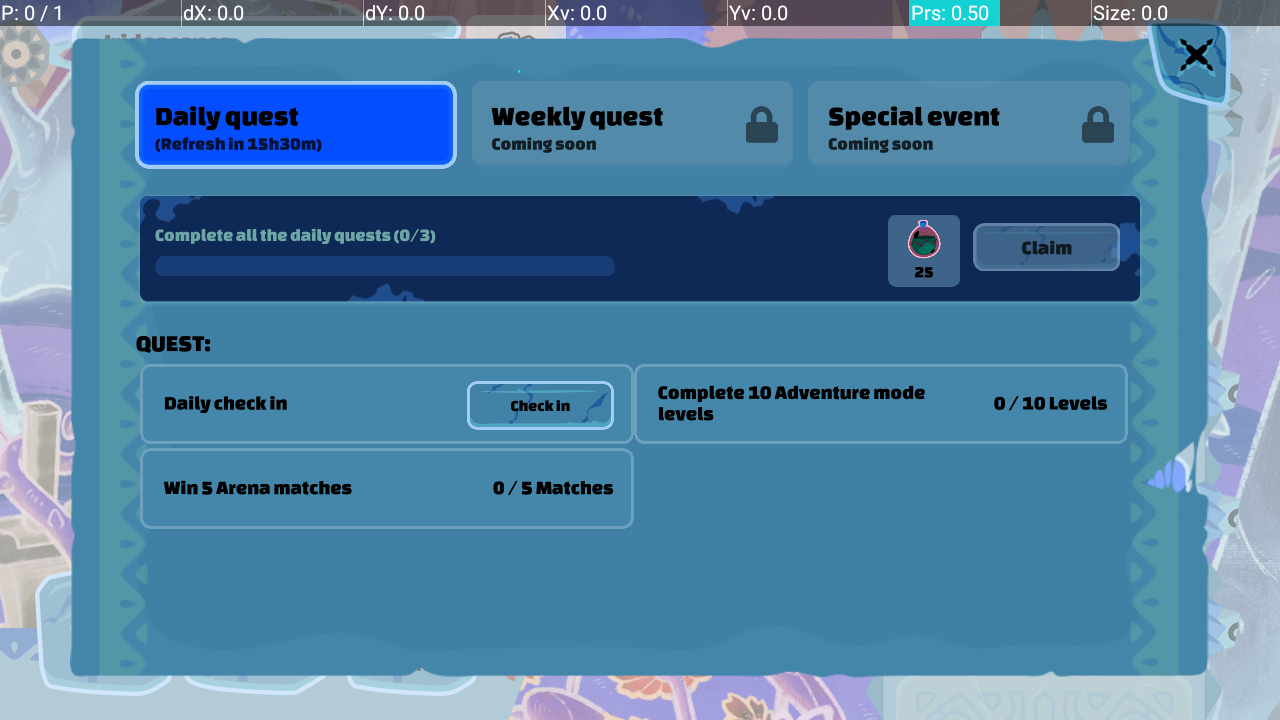 P: 0 / 1 dX: 0.0 dY: 0.0 Xv: 0.0 Yv: 0.0 Prs: 0.50 Size: 0.0
Daily quest
(Refresh in 15h30m)
Weekly quest
Coming soon
Special event
Coming soon
Complete all the daily quests (0/3)
25
Claim
QUEST:
Daily check in
Check in
Complete 10 Adventure mode
levels
0 / 10 Levels
Win 5 Arena matches
0 / 5 Matches